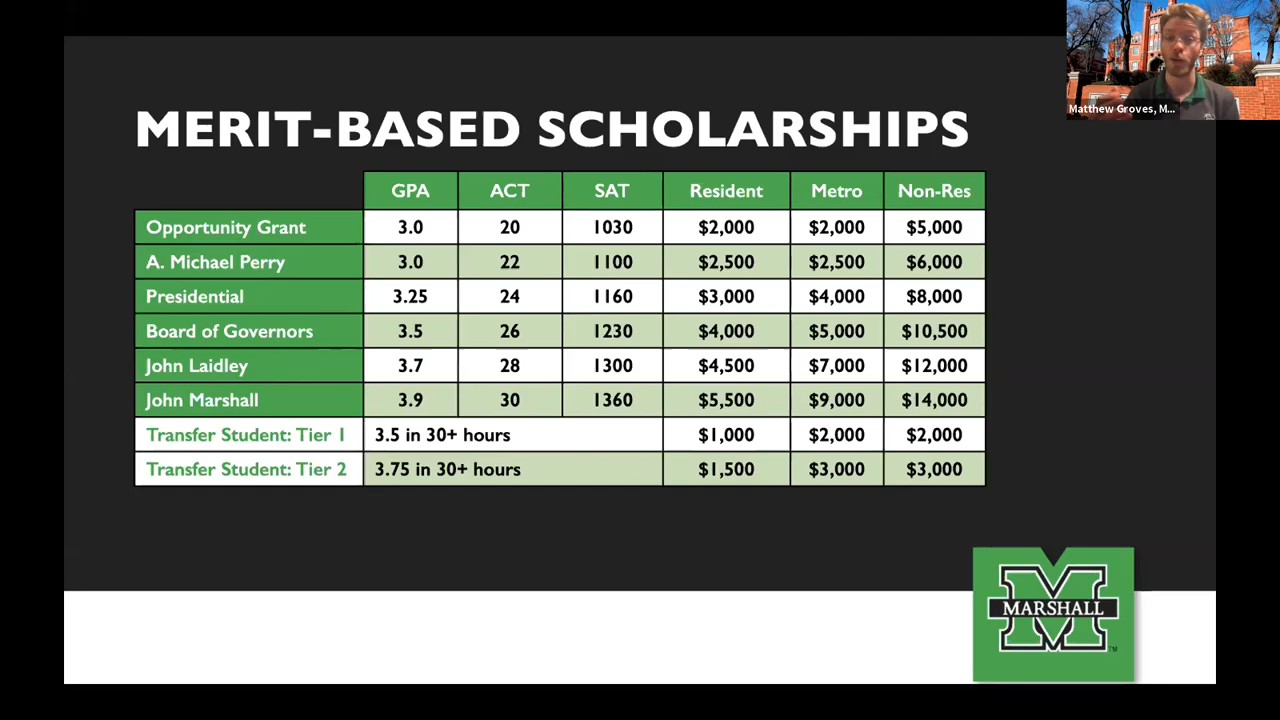 Matthew Groves, M...
MERIT-BASED SCHOLARSHIPS
GPA ACT SAT Resident Metro Non-Res
Opportunity Grant 3.0 20 1030 $2,000 $2,000 $5,000
A. Michael Perry 3.0 22 1100 $2,500 $2,500 $6,000
Presidential 3.25 24 1160 $3,000 $4,000 $8,000
Board of Governors 3.5 26 1230 $4,000 $5,000 $10,500
John Laidley 3.7 28 1300 $4,500 $7,000 $12,000
John Marshall 3.9 30 1360 $5,500 $9,000 $14,000
Transfer Student: Tier 1 3.5 in 30+ hours $1,000 $2,000 $2,000
Transfer Student: Tier 2 3.75 in 30+ hours $1,500 $3,000 $3,000
M
MARSHALL
TM